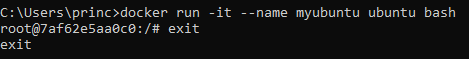 C:\Users\princ>docker run -it --name myubuntu ubuntu bash
root@7af62e5aa0c0:/# exit
exit